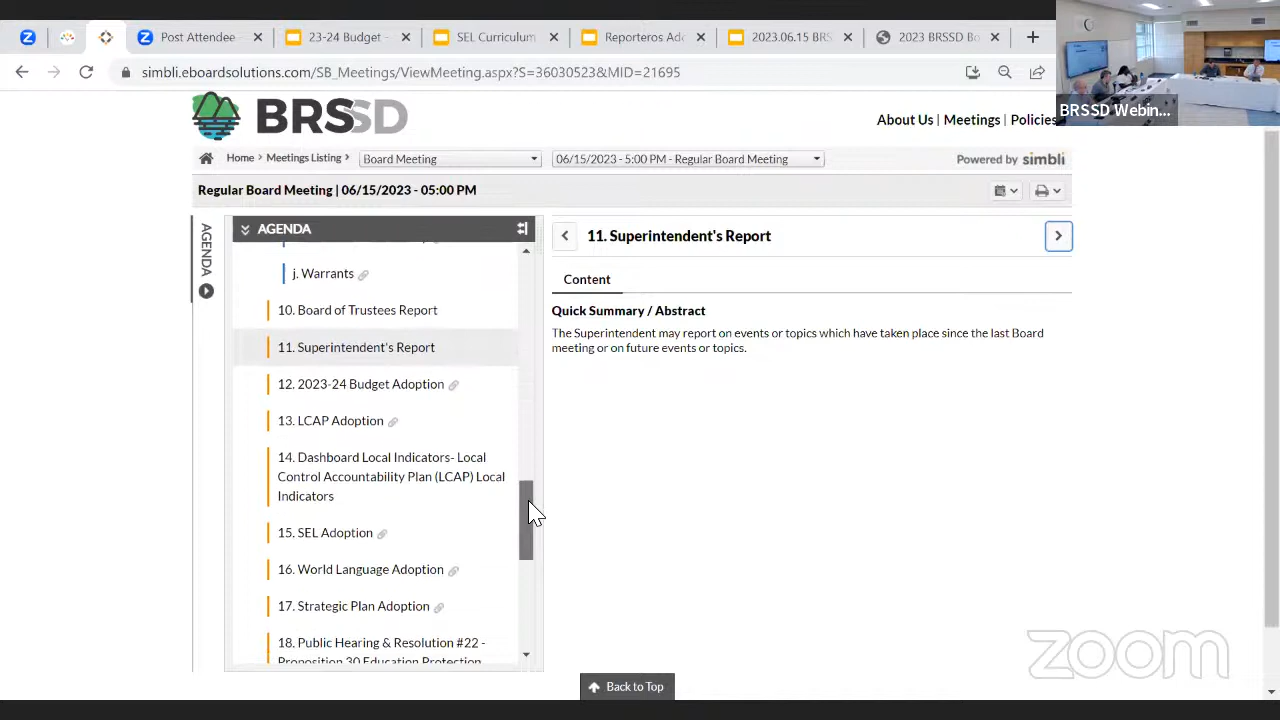 Post Attendee
23-24 Budget -
SEL Curriculum
Reporteros Ado
2023.06.15 BRS
2023 BRSSD Bo
simbli.eboardsolutions.com/SB_Meetings/ViewMeeting.aspx?S=36030523&MID=21695
BRSSD Webin...
BRSSD
About Us | Meetings | Policies
Home > Meetings Listing >
Board Meeting
06/15/2023 - 5:00 PM - Regular Board Meeting
Powered by simbli
Regular Board Meeting | 06/15/2023 - 05:00 PM
AGENDA
AGENDA
j. Warrants
10. Board of Trustees Report
11. Superintendent's Report
12. 2023-24 Budget Adoption
13. LCAP Adoption
14. Dashboard Local Indicators- Local
Control Accountability Plan (LCAP) Local
Indicators
15. SEL Adoption
16. World Language Adoption
17. Strategic Plan Adoption
18. Public Hearing & Resolution #22 -
Proposition 30 Education Protection
11. Superintendent's Report
Content
Quick Summary / Abstract
The Superintendent may report on events or topics which have taken place since the last Board
meeting or on future events or topics.
Back to Top
zoom